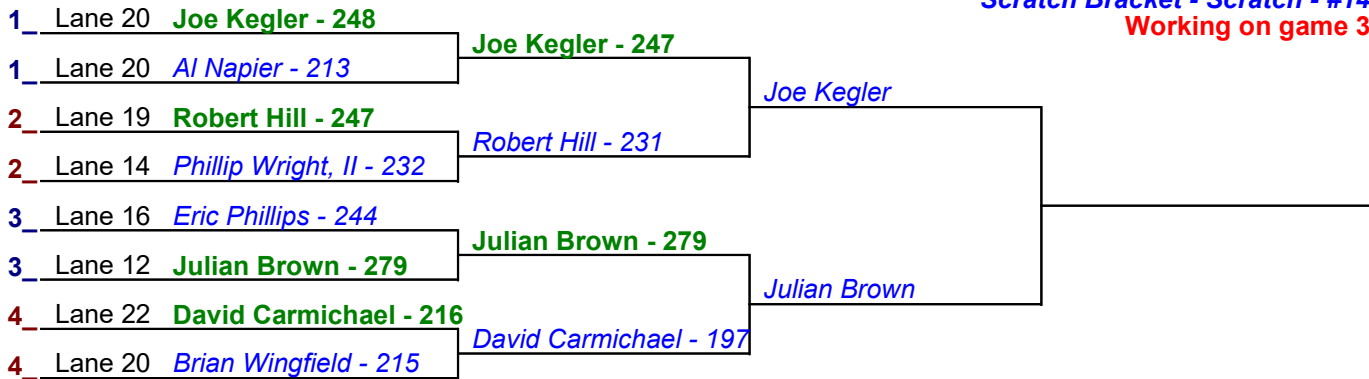 Scratch Bracket - Scratch - #14
Working on game 3
1_ Lane 20 Joe Kegler - 248
Joe Kegler - 247
1_ Lane 20 Al Napier - 213
Joe Kegler
2_ Lane 19 Robert Hill - 247
Robert Hill - 231
2_ Lane 14 Phillip Wright, II - 232
3_ Lane 16 Eric Phillips - 244
Julian Brown - 279
3_ Lane 12 Julian Brown - 279
Julian Brown
4_ Lane 22 David Carmichael - 216
David Carmichael - 197
4_ Lane 20 Brian Wingfield - 215